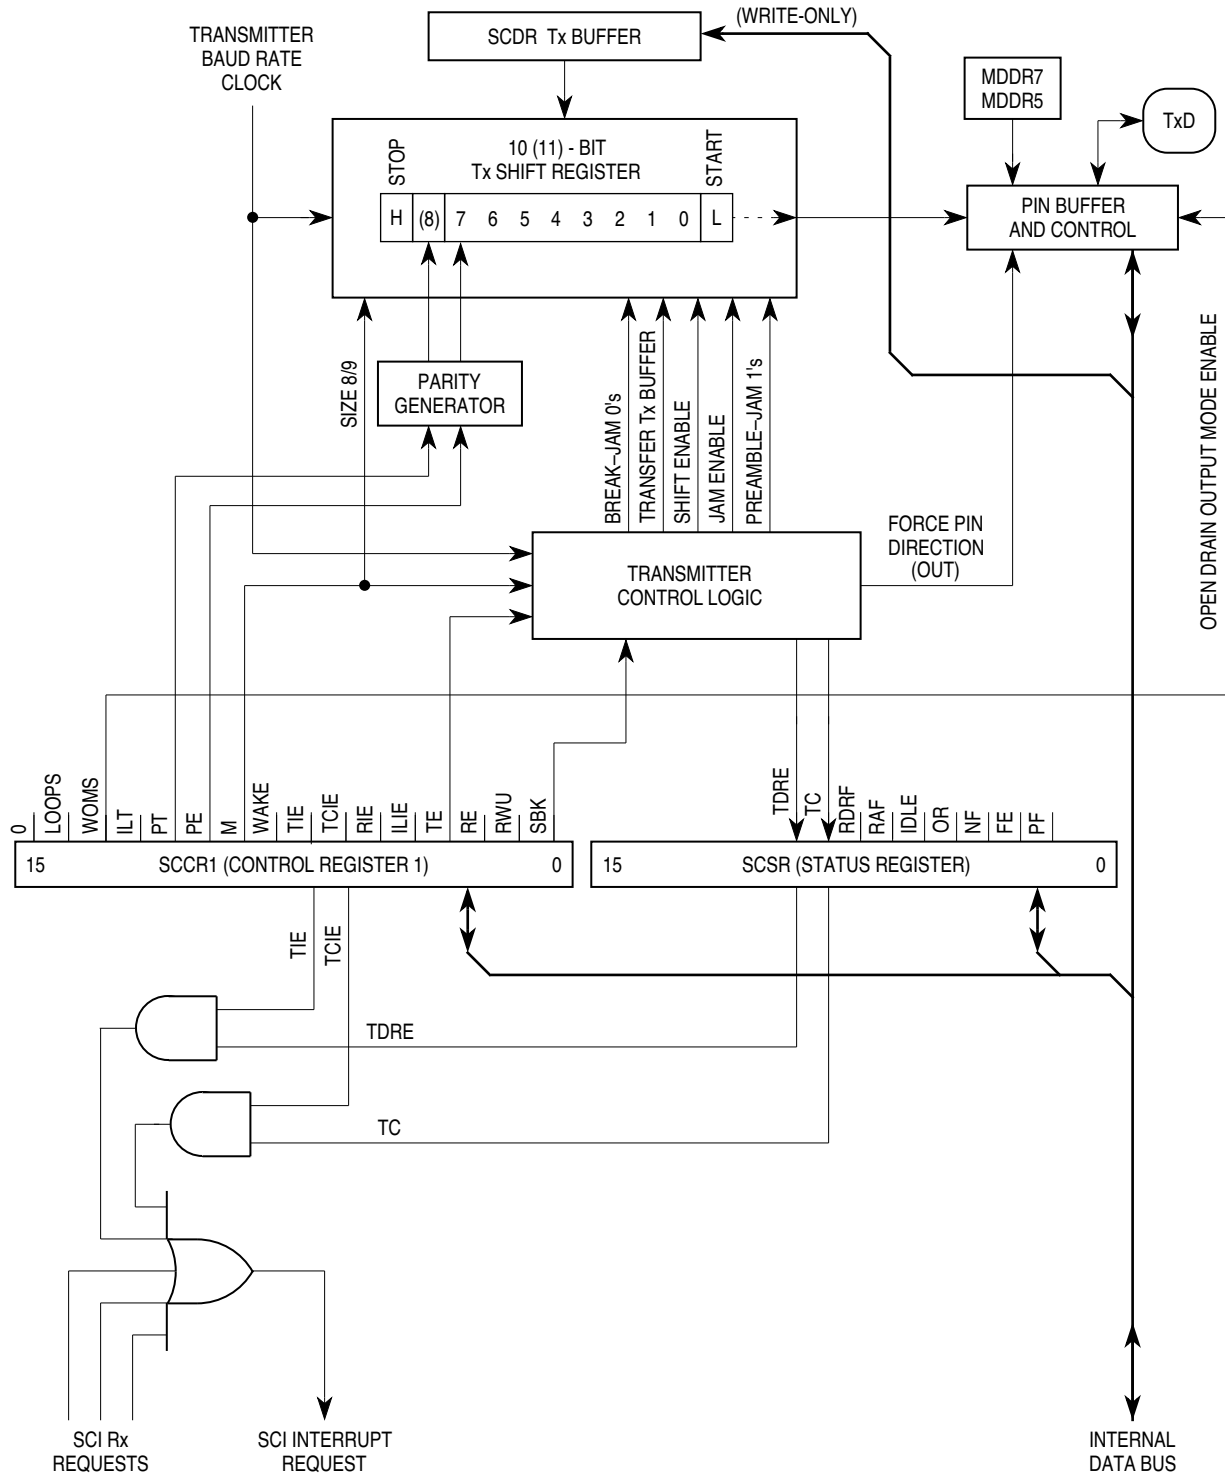 (WRITE-ONLY)
TRANSMITTER
BAUD RATE
CLOCK
SCDR Tx BUFFER
MDDR7
MDDR5
TxD
STOP
10 (11) - BIT
Tx SHIFT REGISTER
START
H (8) 7 6 5 4 3 2 1 0 L
PIN BUFFER
AND CONTROL
OPEN DRAIN OUTPUT MODE ENABLE
SIZE 8/9
PARITY
GENERATOR
BREAK–JAM 0's
TRANSFER Tx BUFFER
SHIFT ENABLE
JAM ENABLE
PREAMBLE–JAM 1's
FORCE PIN
DIRECTION
(OUT)
TRANSMITTER
CONTROL LOGIC
0
LOOPS
WOMS
ILT
PT
PE
M
WAKE
TIE
TCIE
RIE
ILIE
TE
RE
RWU
SBK
TDRE
TC
RDRF
RAF
IDLE
OR
NF
FE
PF
15 SCCR1 (CONTROL REGISTER 1) 0
15 SCSR (STATUS REGISTER) 0
TIE
TCIE
TDRE
TC
SCI Rx
REQUESTS
SCI INTERRUPT
REQUEST
INTERNAL
DATA BUS